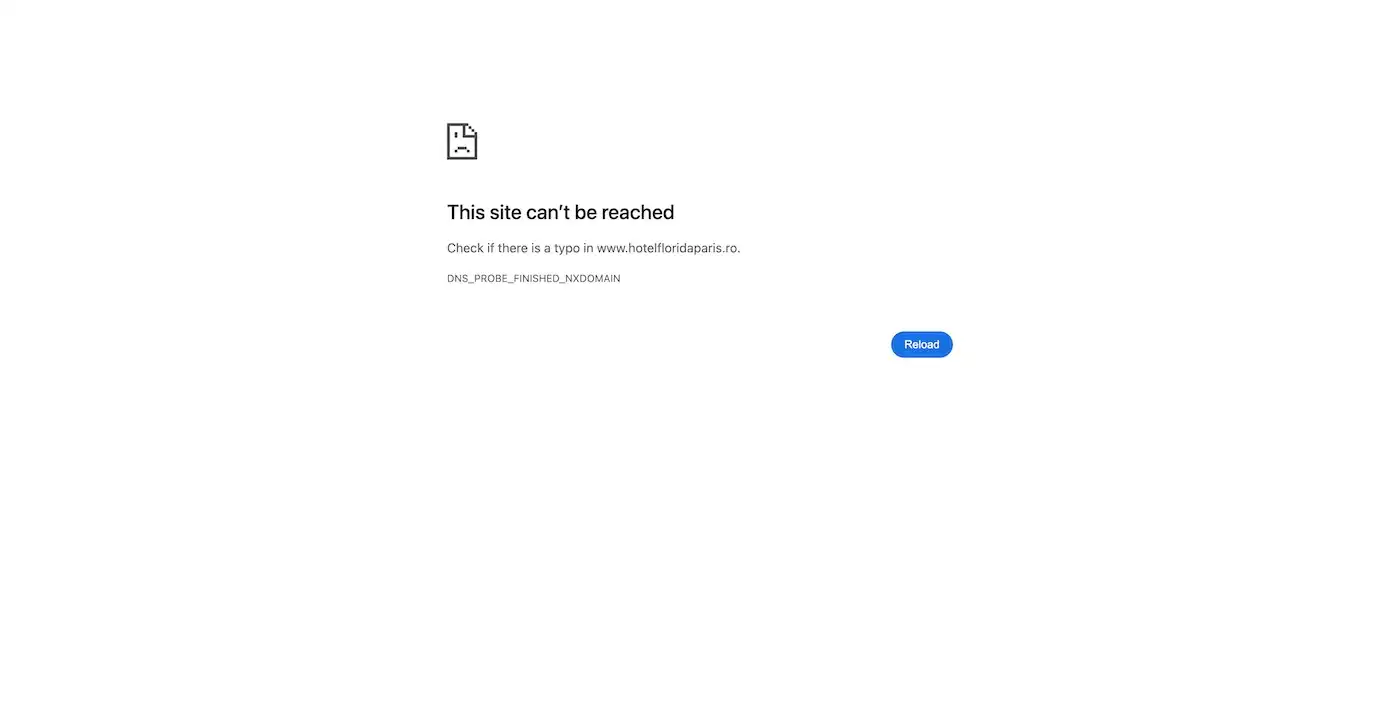 This site can't be reached
Check if there is a typo in www.hotelfloridaparis.ro.
DNS_PROBE_FINISHED_NXDOMAIN
Reload